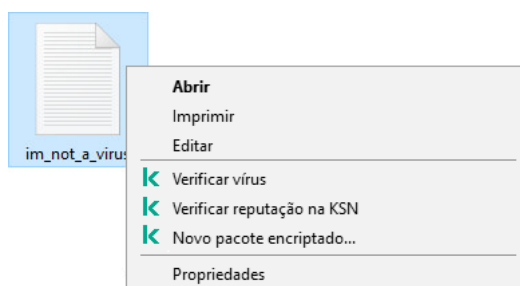 im_not_a_virus
Abrir
Imprimir
Editar
Verificar vírus
Verificar reputação na KSN
Novo pacote encriptado...
Propriedades